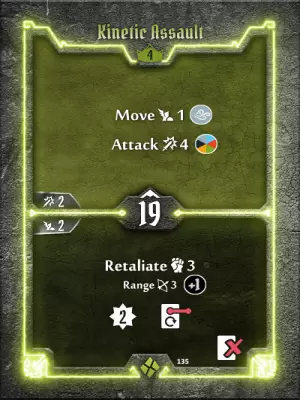 Kinetic Assault
4
Move 1
Attack 4
2
19
2
Retaliate 3
Range 3 +1
2
135